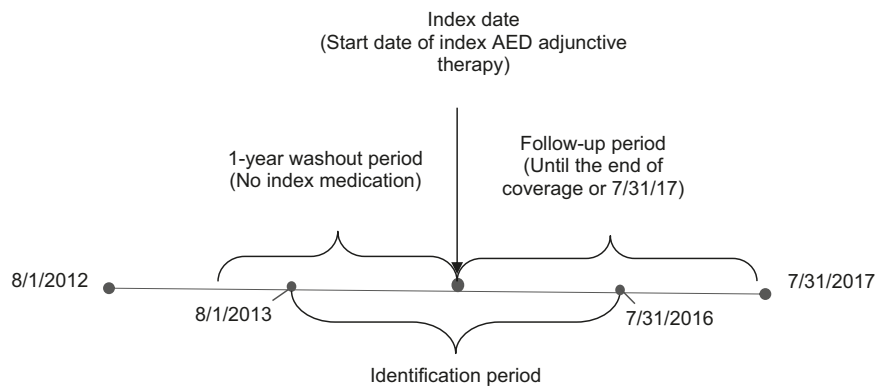 Index date
(Start date of index AED adjunctive
therapy)
1-year washout period
(No index medication)
Follow-up period
(Until the end of
coverage or 7/31/17)
8/1/2012
7/31/2017
8/1/2013
7/31/2016
Identification period